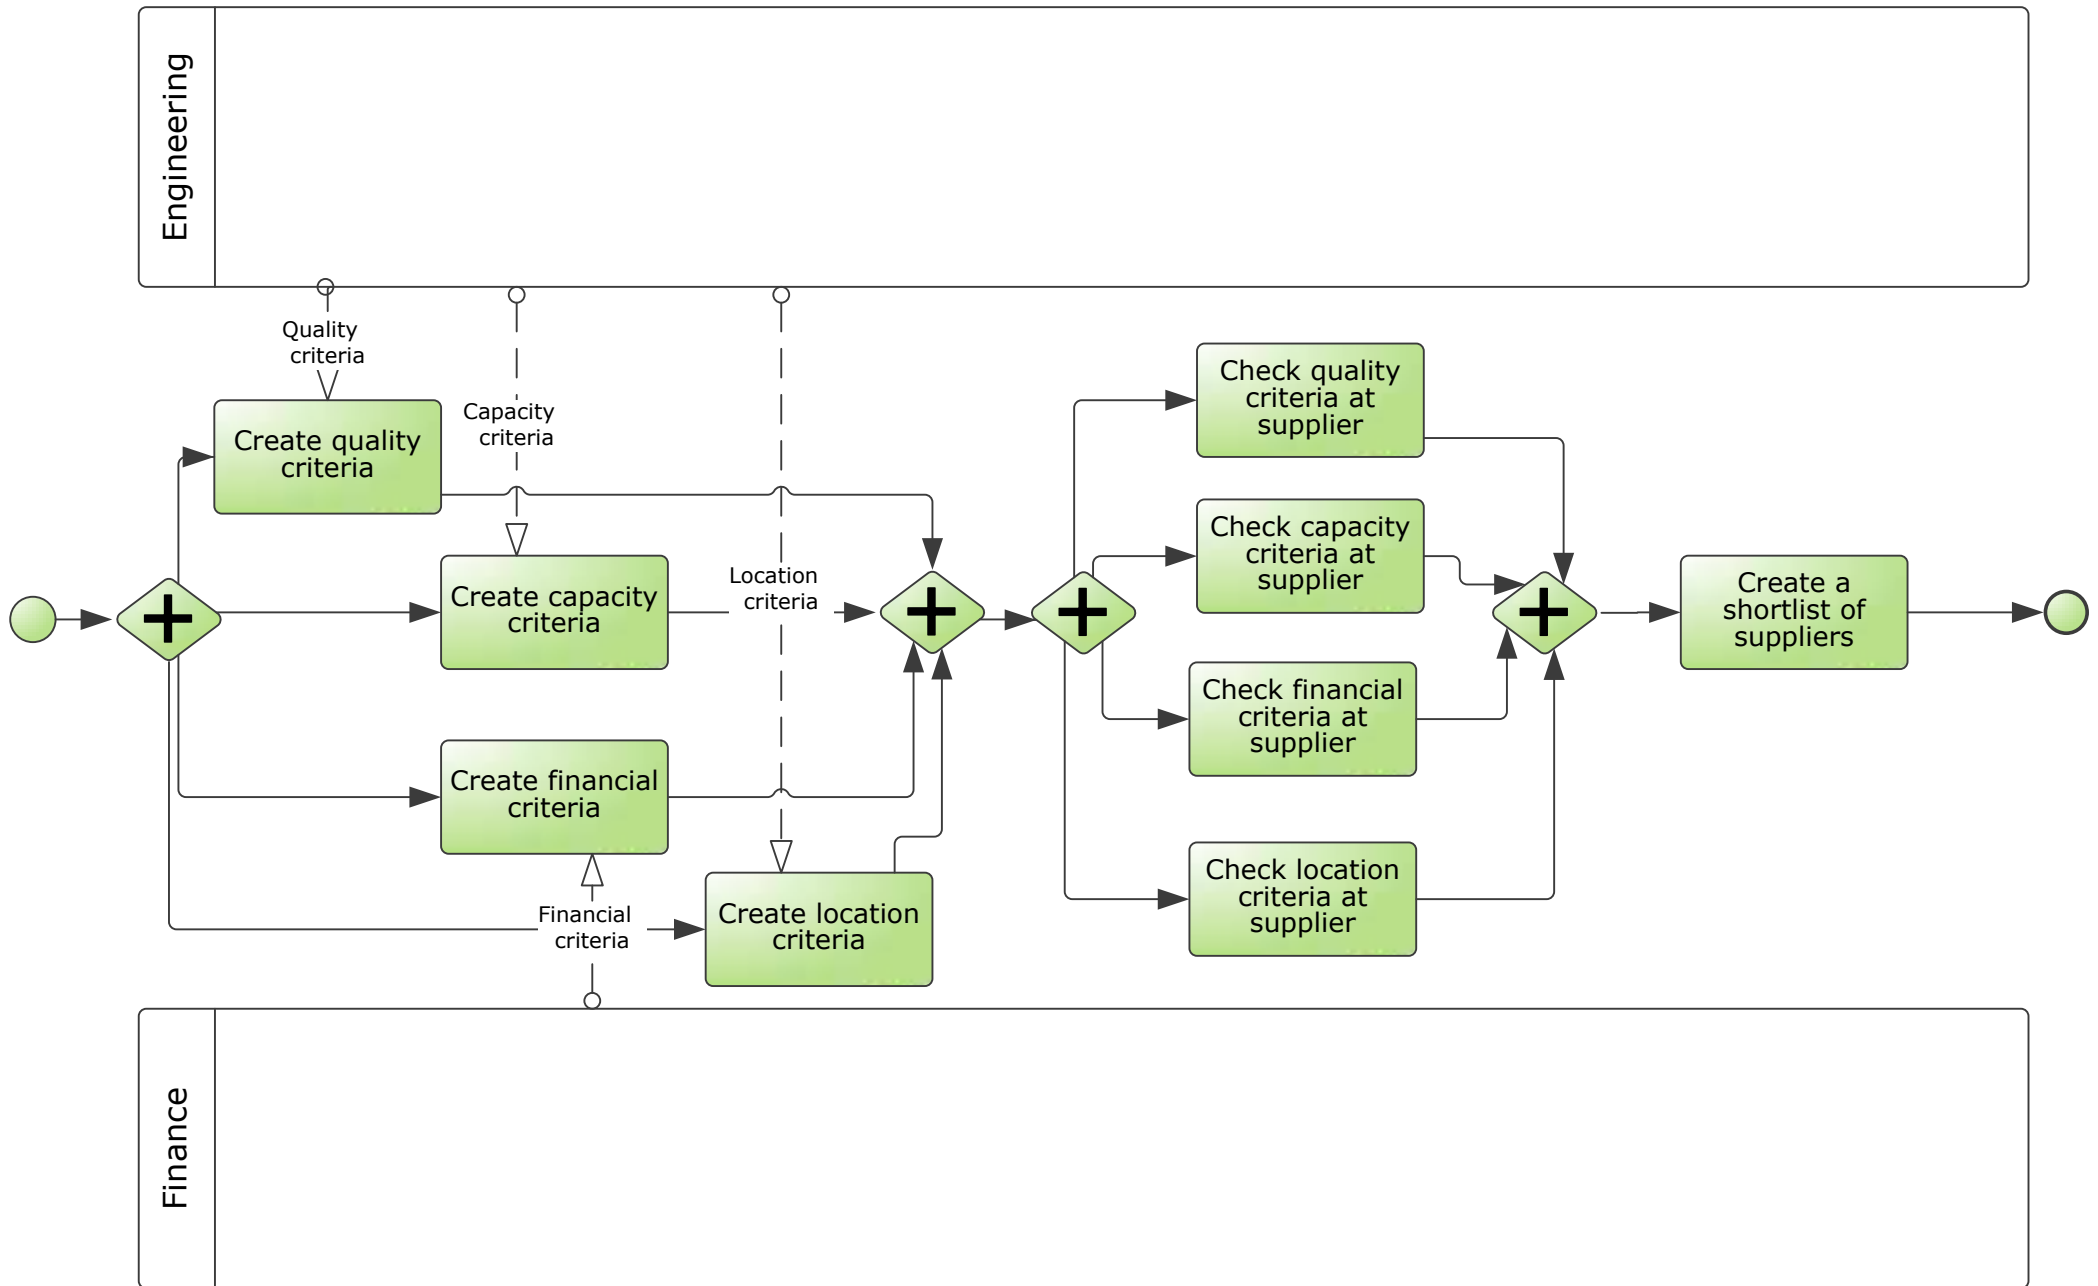 Engineering
Quality
criteria
Capacity
criteria
Location
criteria
Financial
criteria
Create quality
criteria
Create capacity
criteria
Create financial
criteria
Create location
criteria
Check quality
criteria at
supplier
Check capacity
criteria at
supplier
Check financial
criteria at
supplier
Check location
criteria at
supplier
Create a
shortlist of
suppliers
Finance